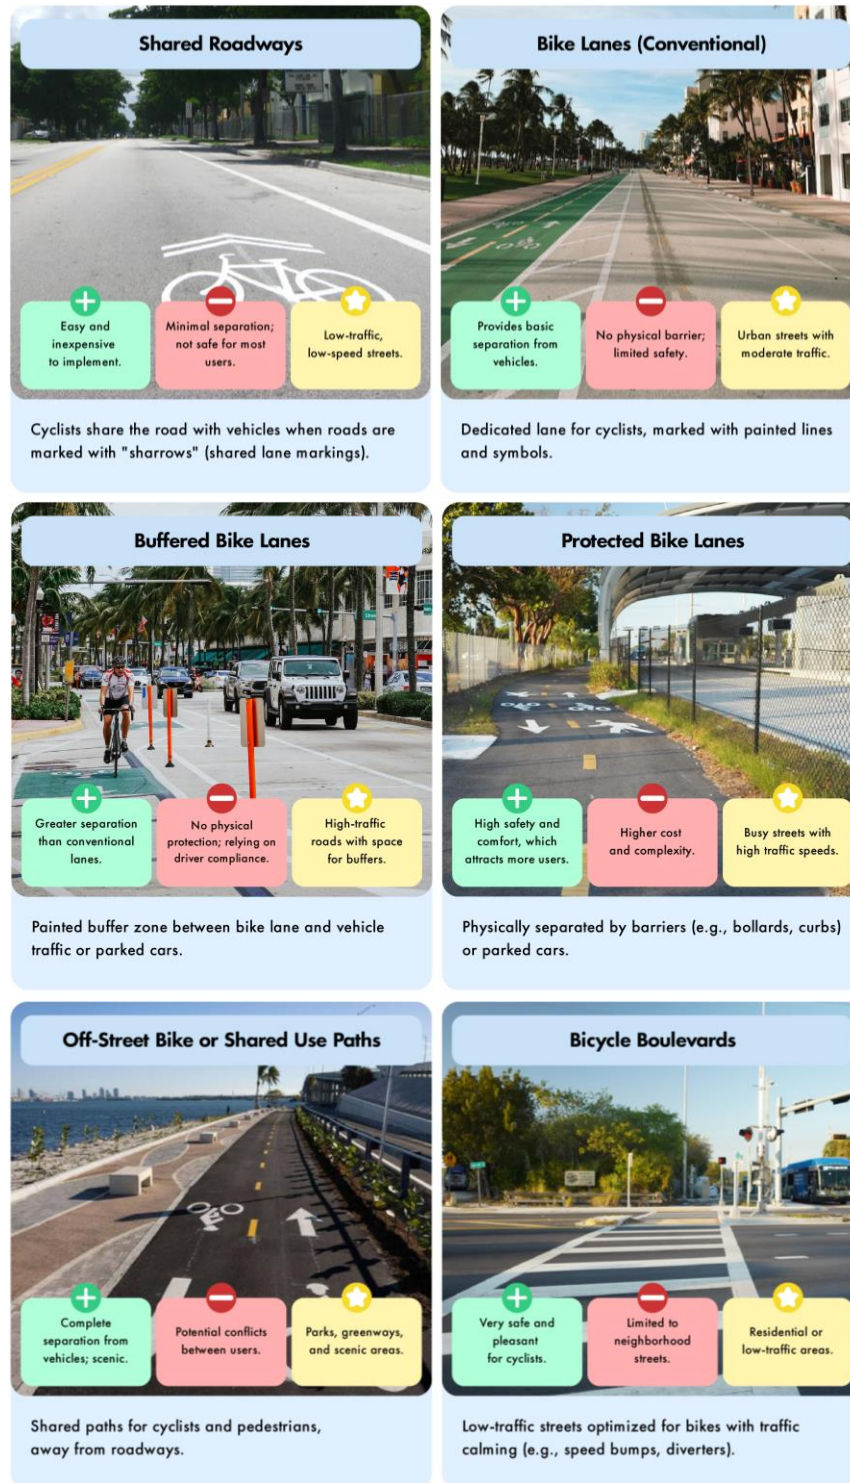 Shared Roadways
Easy and
inexpensive
to implement.
Minimal separation;
not safe for most
users.
Low-traffic,
low-speed streets.
Cyclists share the road with vehicles when roads are
marked with "sharrows" (shared lane markings).
Bike Lanes (Conventional)
Provides basic
separation from
vehicles.
No physical barrier;
limited safety.
Urban streets with
moderate traffic.
Dedicated lane for cyclists, marked with painted lines
and symbols.
Buffered Bike Lanes
Greater separation
than conventional
lanes.
No physical
protection; relying on
driver compliance.
High-traffic
roads with space
for buffers.
Painted buffer zone between bike lane and vehicle
traffic or parked cars.
Protected Bike Lanes
High safety and
comfort, which
attracts more users.
Higher cost
and complexity.
Busy streets with
high traffic speeds.
Physically separated by barriers (e.g., bollards, curbs)
or parked cars.
Off-Street Bike or Shared Use Paths
Complete
separation from
vehicles; scenic.
Potential conflicts
between users.
Parks, greenways,
and scenic areas.
Shared paths for cyclists and pedestrians,
away from roadways.
Bicycle Boulevards
Very safe and
pleasant
for cyclists.
Limited to
neighborhood
streets.
Residential or
low-traffic areas.
Low-traffic streets optimized for bikes with traffic
calming (e.g., speed bumps, diverters).